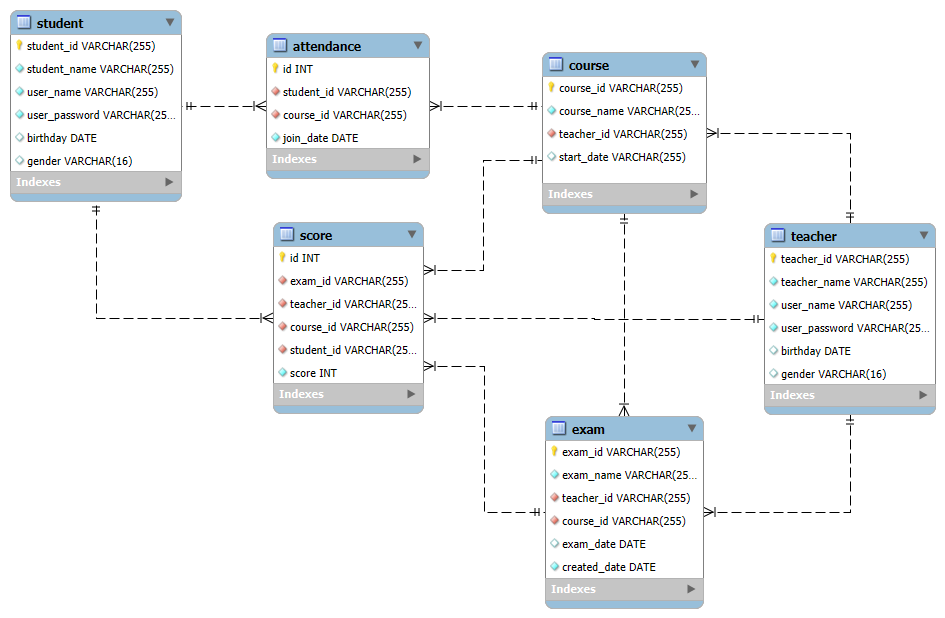 student
student_id VARCHAR(255)
student_name VARCHAR(255)
user_name VARCHAR(255)
user_password VARCHAR(25...
birthday DATE
gender VARCHAR(16)
Indexes
attendance
id INT
student_id VARCHAR(255)
course_id VARCHAR(255)
join_date DATE
Indexes
course
course_id VARCHAR(255)
course_name VARCHAR(25...
teacher_id VARCHAR(255)
start_date VARCHAR(255)
Indexes
score
id INT
exam_id VARCHAR(255)
teacher_id VARCHAR(25...
course_id VARCHAR(255)
student_id VARCHAR(25...
score INT
Indexes
teacher
teacher_id VARCHAR(255)
teacher_name VARCHAR(255)
user_name VARCHAR(255)
user_password VARCHAR(25...
birthday DATE
gender VARCHAR(16)
Indexes
exam
exam_id VARCHAR(255)
exam_name VARCHAR(25...
teacher_id VARCHAR(255)
course_id VARCHAR(255)
exam_date DATE
created_date DATE
Indexes